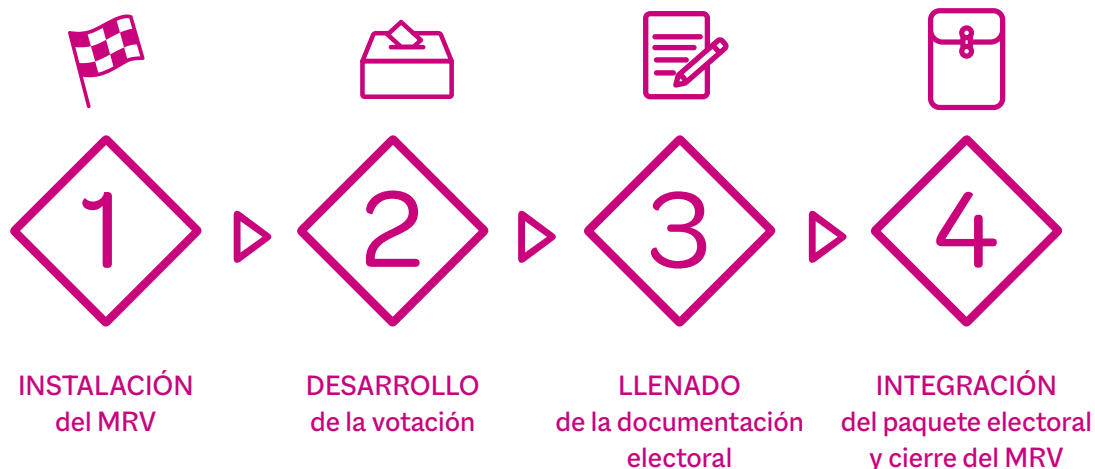 1
2
3
4
INSTALACIÓN
del MRV
DESARROLLO
de la votación
LLENADO
de la documentación
electoral
INTEGRACIÓN
del paquete electoral
y cierre del MRV